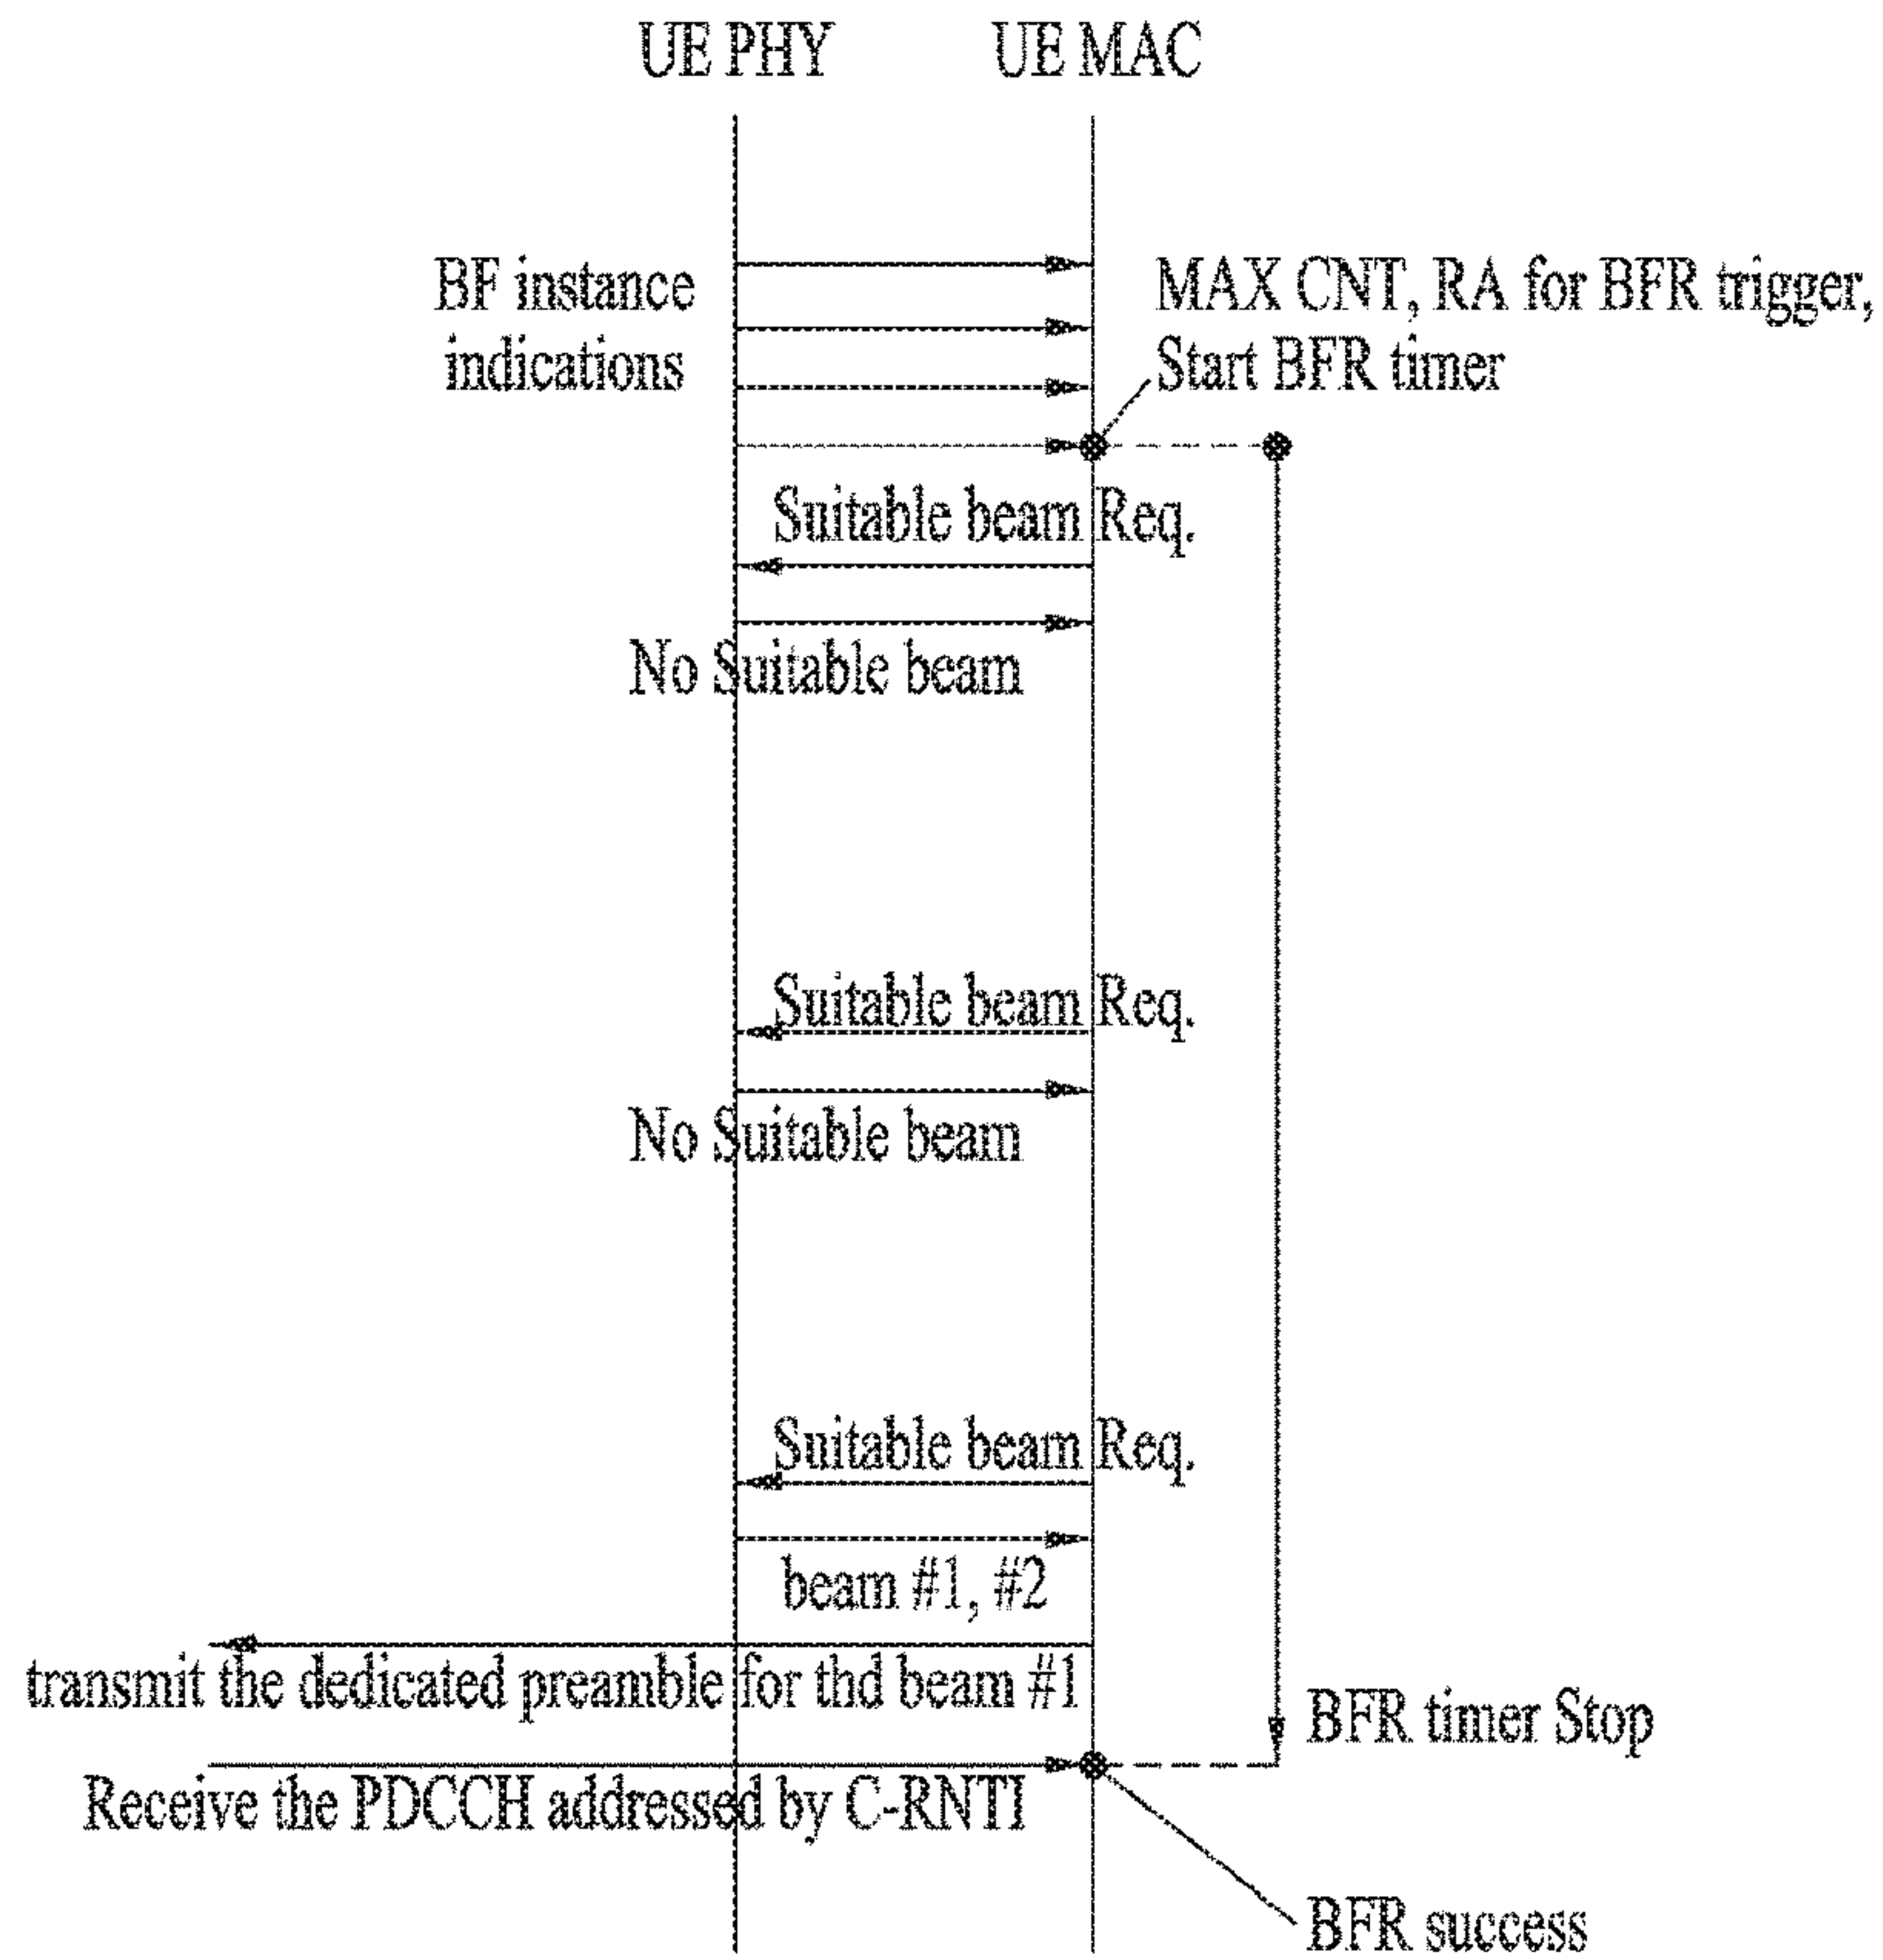 UE PHY
UE MAC
BF instance
indications
MAX CNT, RA for BFR trigger,
Start BFR timer
Suitable beam Req.
No Suitable beam
Suitable beam Req.
No Suitable beam
Suitable beam Req.
beam #1, #2
transmit the dedicated preamble for thd beam #1
BFR timer Stop
Receive the PDCCH addressed by C-RNTI
BFR success